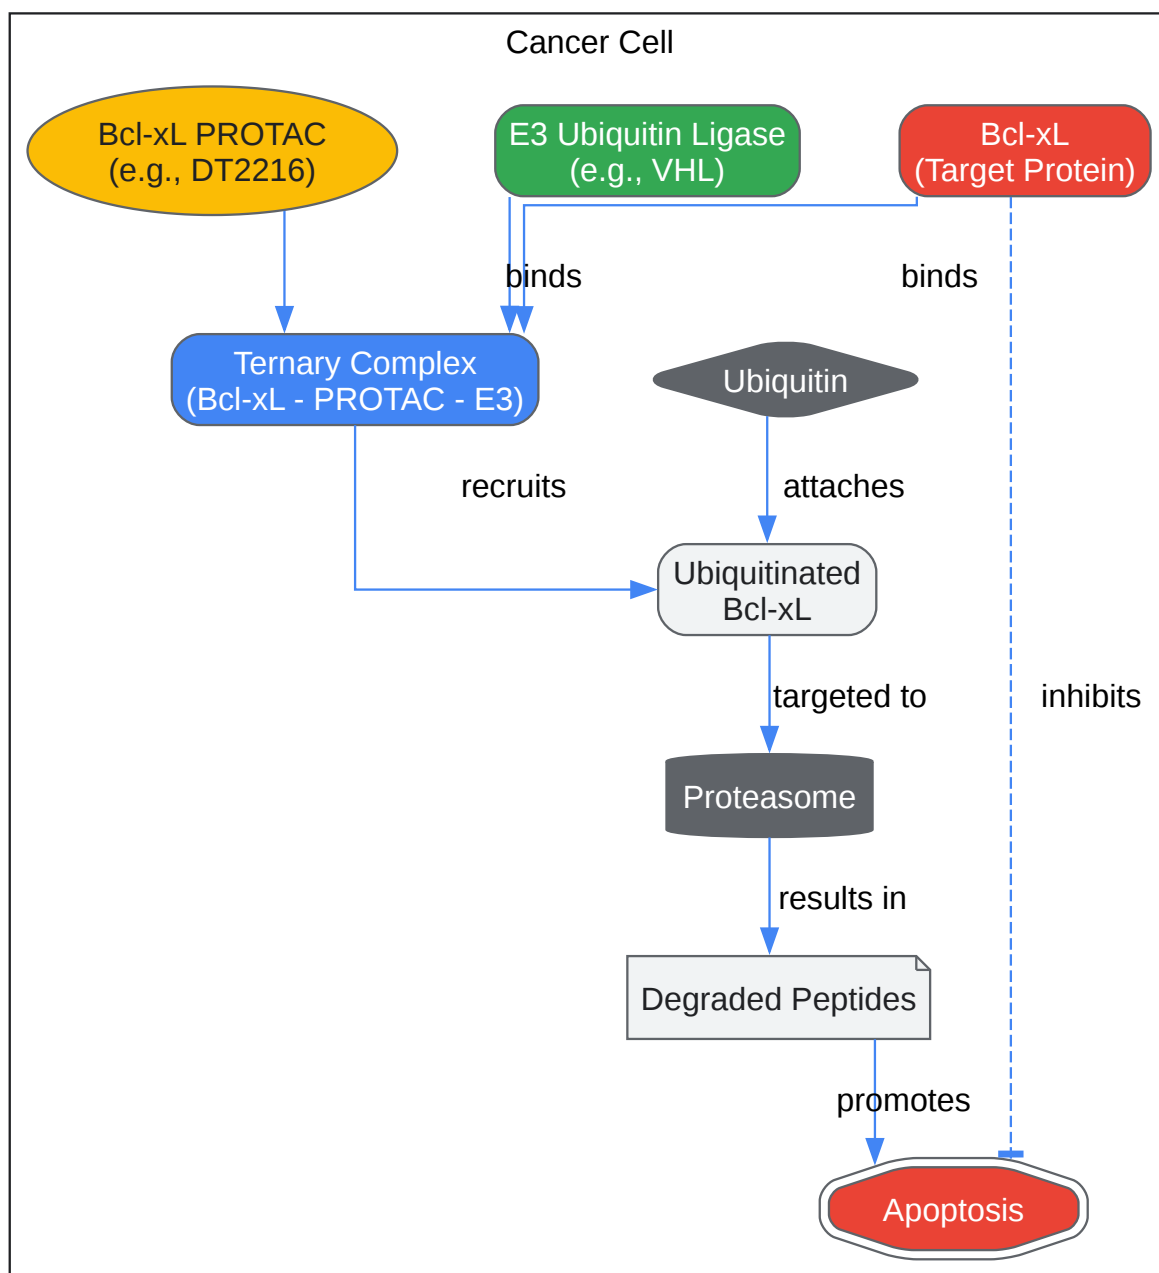 Cancer Cell
Bcl-xL PROTAC
(e.g., DT2216)
E3 Ubiquitin Ligase
(e.g., VHL)
Bcl-xL
(Target Protein)
binds
binds
Ternary Complex
(Bcl-xL - PROTAC - E3)
Ubiquitin
recruits
attaches
Ubiquitinated
Bcl-xL
targeted to
inhibits
Proteasome
results in
Degraded Peptides
promotes
Apoptosis